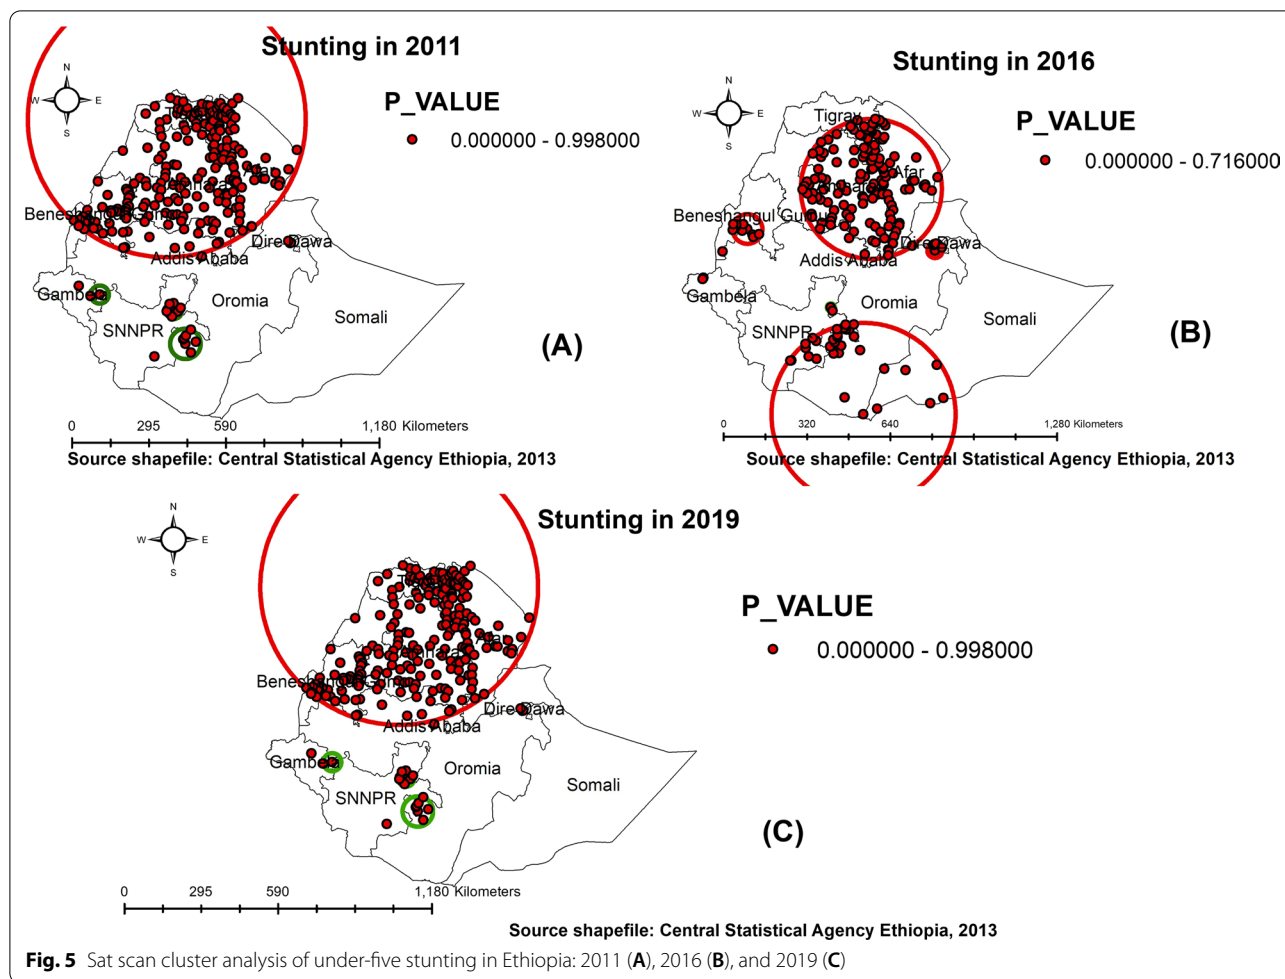 Stunting in 2011
N
W E
S
P_VALUE
0.000000 - 0.998000
Tigray
Afar
Amhara
Beneshangul Gumuz
Dire Dawa
Addis Ababa
Gambela
Oromia
SNNPR
Somali
(A)
0 295 590 1,180 Kilometers
Source shapefile: Central Statistical Agency Ethiopia, 2013
Stunting in 2016
N
W E
S
P_VALUE
0.000000 - 0.716000
Tigray
Afar
Amhara
Beneshangul Gumuz
Dire Dawa
Addis Ababa
Gambela
Oromia
SNNPR
Somali
(B)
0 320 640 1,280 Kilometers
Source shapefile: Central Statistical Agency Ethiopia, 2013
Stunting in 2019
N
W E
S
P_VALUE
0.000000 - 0.998000
Afar
Amhara
Beneshangul Gumuz
Dire Dawa
Addis Ababa
Gambela
Oromia
SNNPR
Somali
(C)
0 295 590 1,180 Kilometers
Source shapefile: Central Statistical Agency Ethiopia, 2013
Fig. 5 Sat scan cluster analysis of under-five stunting in Ethiopia: 2011 (A), 2016 (B), and 2019 (C)